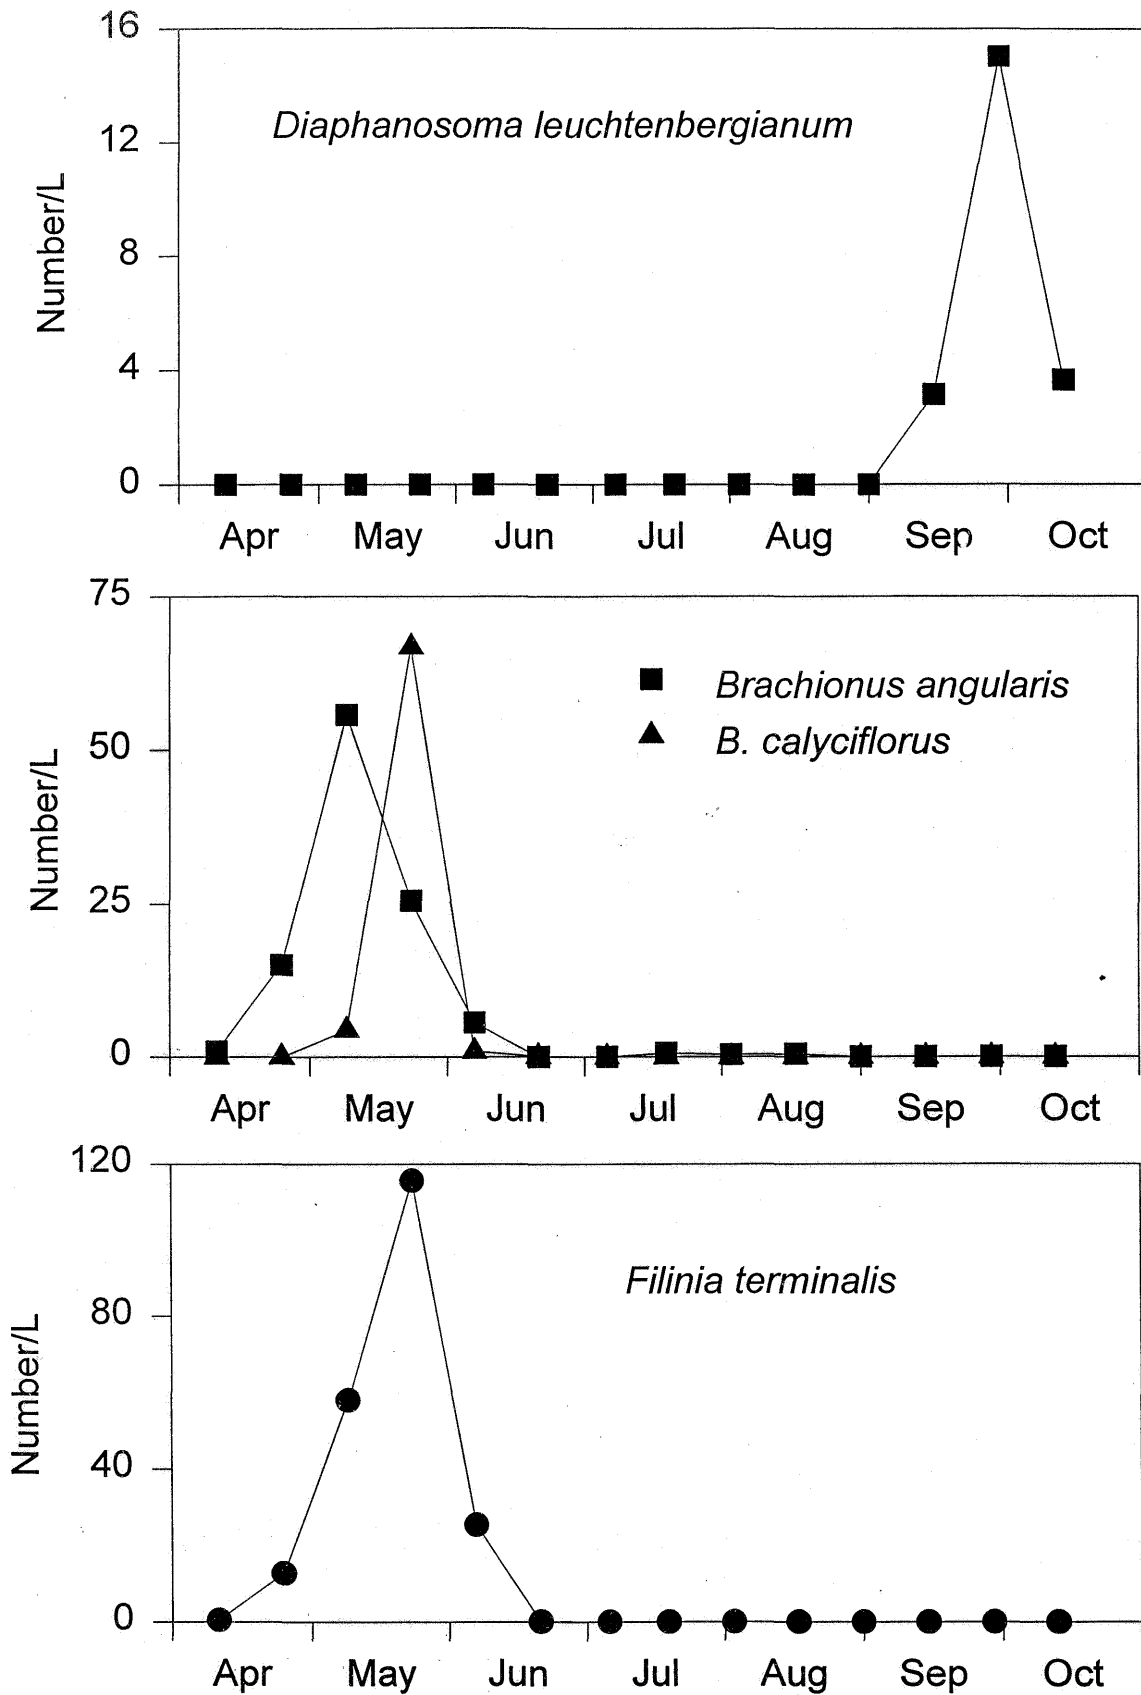 16
Diaphanosoma leuchtenbergianum
12
Number/L
8
4
0
Apr May Jun Jul Aug Sep Oct
75
Brachionus angularis
B. calyciflorus
50
Number/L
25
0
Apr May Jun Jul Aug Sep Oct
120
Filinia terminalis
80
Number/L
40
0
Apr May Jun Jul Aug Sep Oct